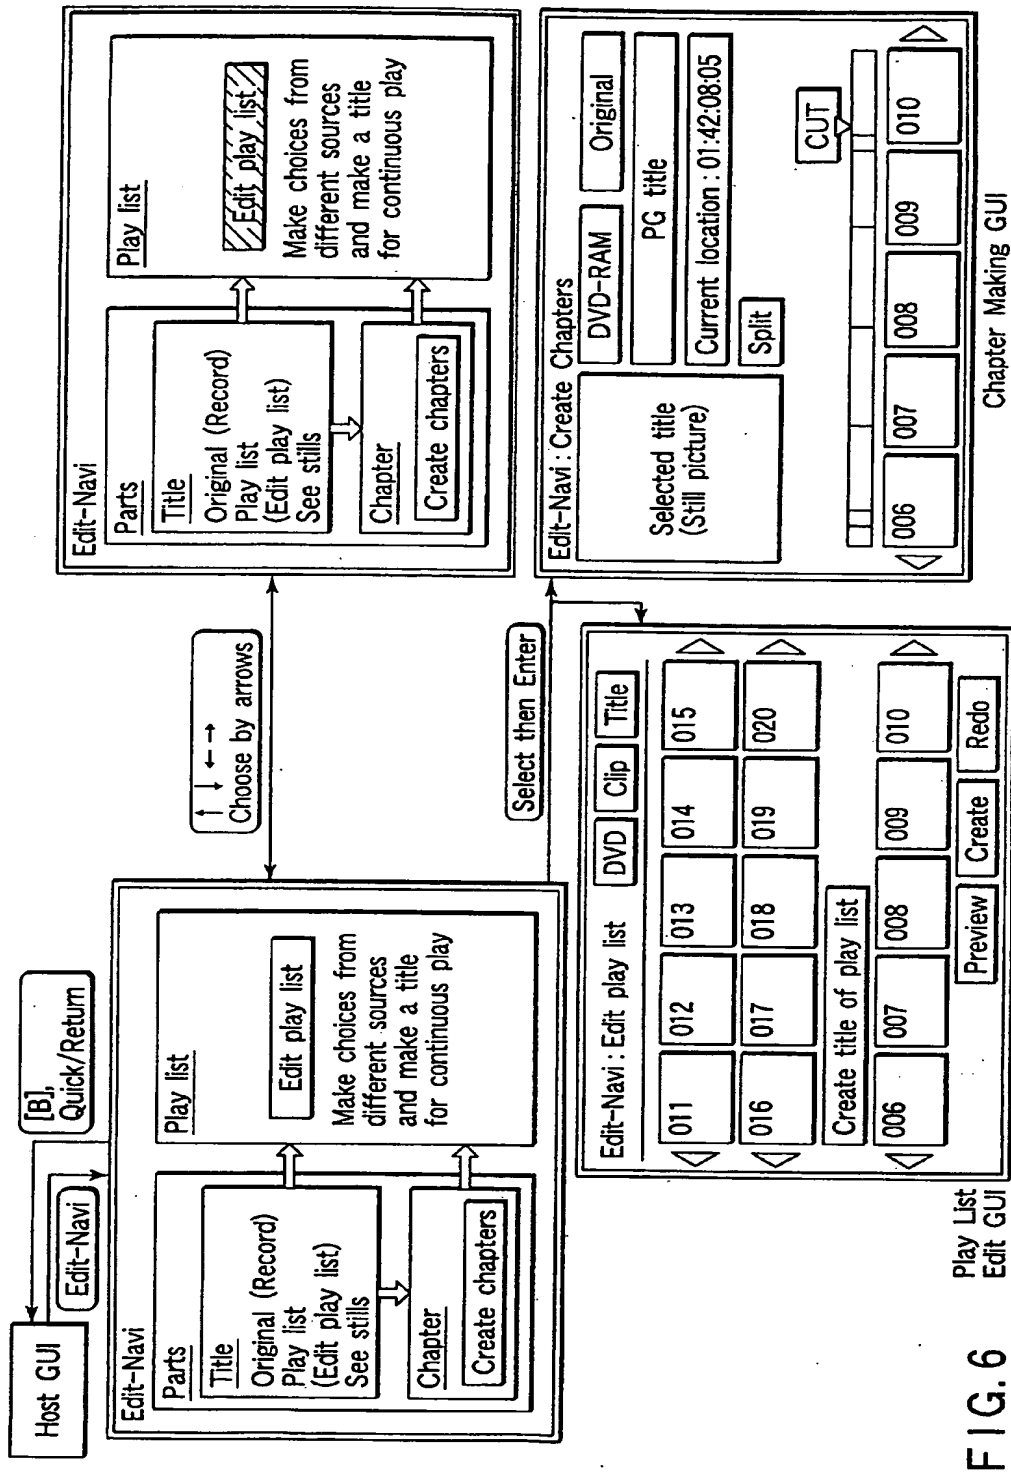 Host GUI
Edit-Navi
[B],
Quick/Return
Edit-Navi
Parts
Title
Original (Record)
Play list
(Edit play list)
See stills
Chapter
Create chapters
Play list
Edit play list
Make choices from
different sources
and make a title
for continuous play
↑ ↓ ← →
Choose by arrows
Edit-Navi
Parts
Title
Original (Record)
Play list
(Edit play list)
See stills
Chapter
Create chapters
Play list
Edit play list
Make choices from
different sources
and make a title
for continuous play
Select then Enter
Edit-Navi : Edit play list
DVD
Clip
Title
011
012
013
014
015
016
017
018
019
020
Create title of play list
006
007
008
009
010
Preview
Create
Redo
Play List
Edit GUI
Edit-Navi : Create Chapters
Selected title
(Still picture)
DVD-RAM
Original
PG title
Current location : 01:42:08:05
Split
CUT
006
007
008
009
010
Chapter Making GUI
FIG. 6